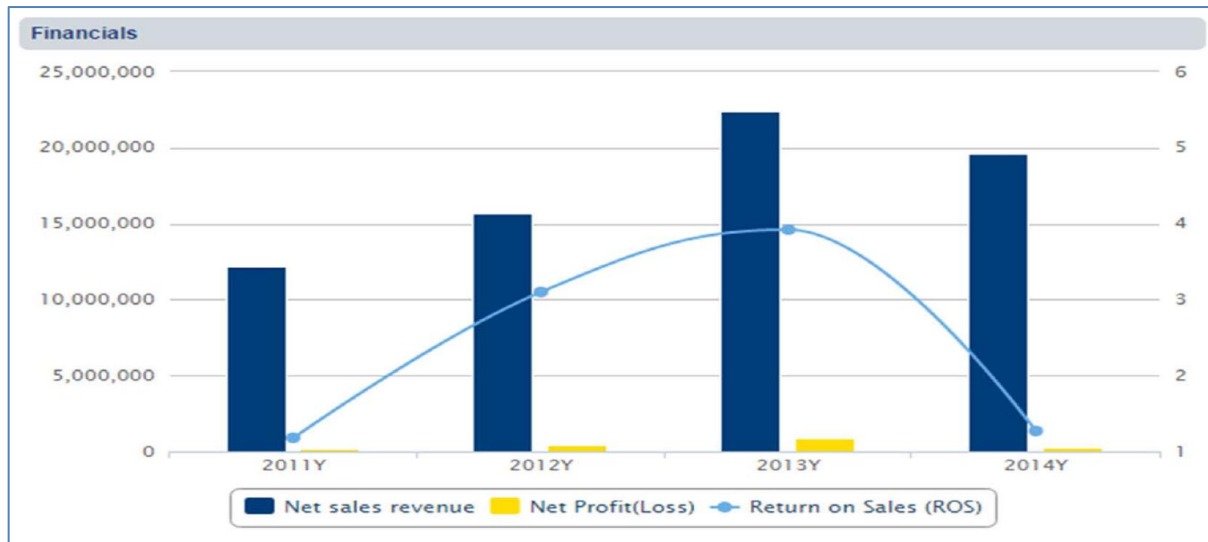 Financials
25,000,000 6
20,000,000 5
15,000,000 4
10,000,000 3
5,000,000 2
0 1
2011Y 2012Y 2013Y 2014Y
Net sales revenue Net Profit(Loss) Return on Sales (ROS)